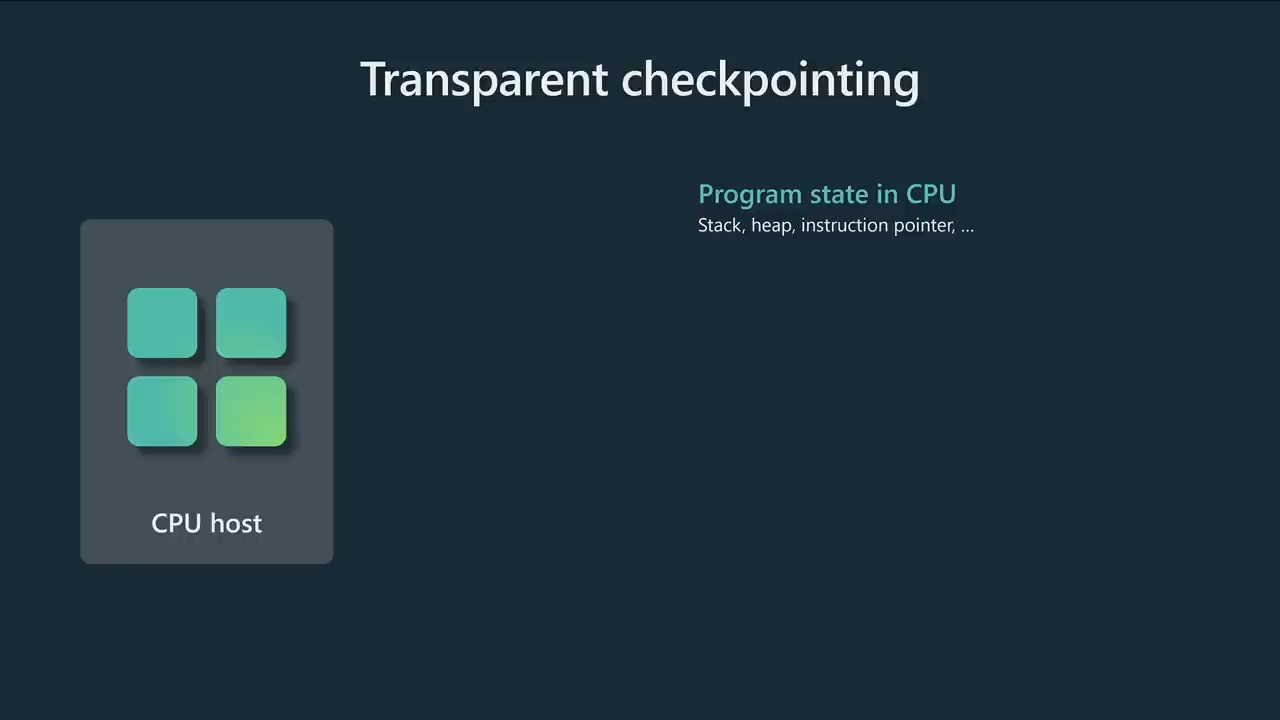 Transparent checkpointing
Program state in CPU
Stack, heap, instruction pointer, ...
CPU host